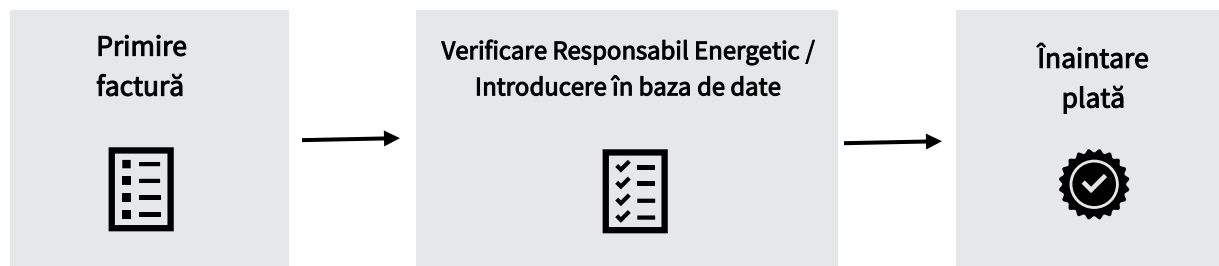 Primire
factură
Verificare Responsabil Energetic /
Introducere în baza de date
Înaintare
plată